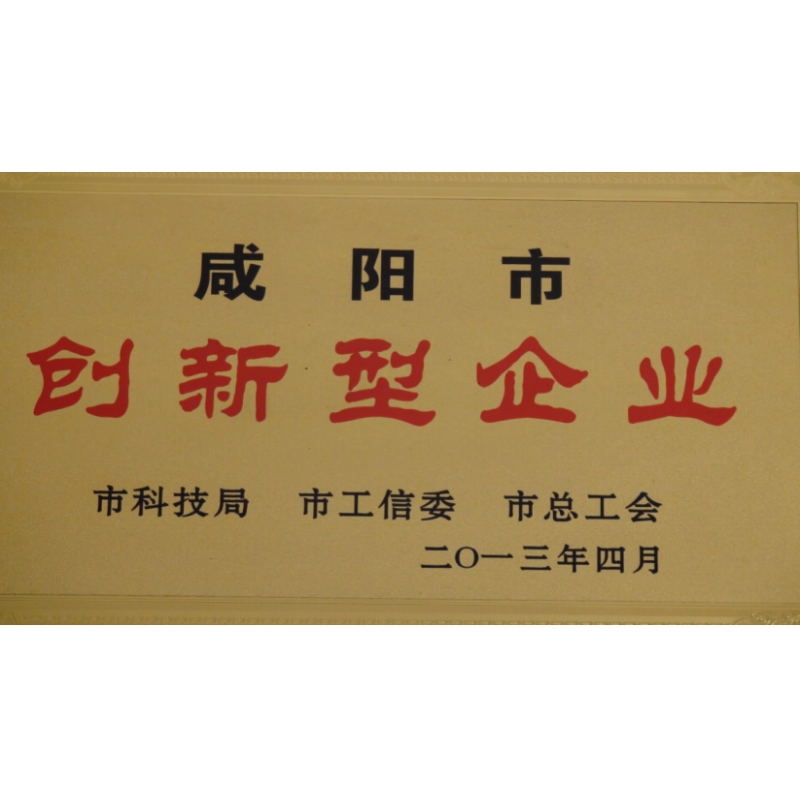 咸阳市
创新型企业
市科技局 市工信委 市总工会
二〇一三年四月